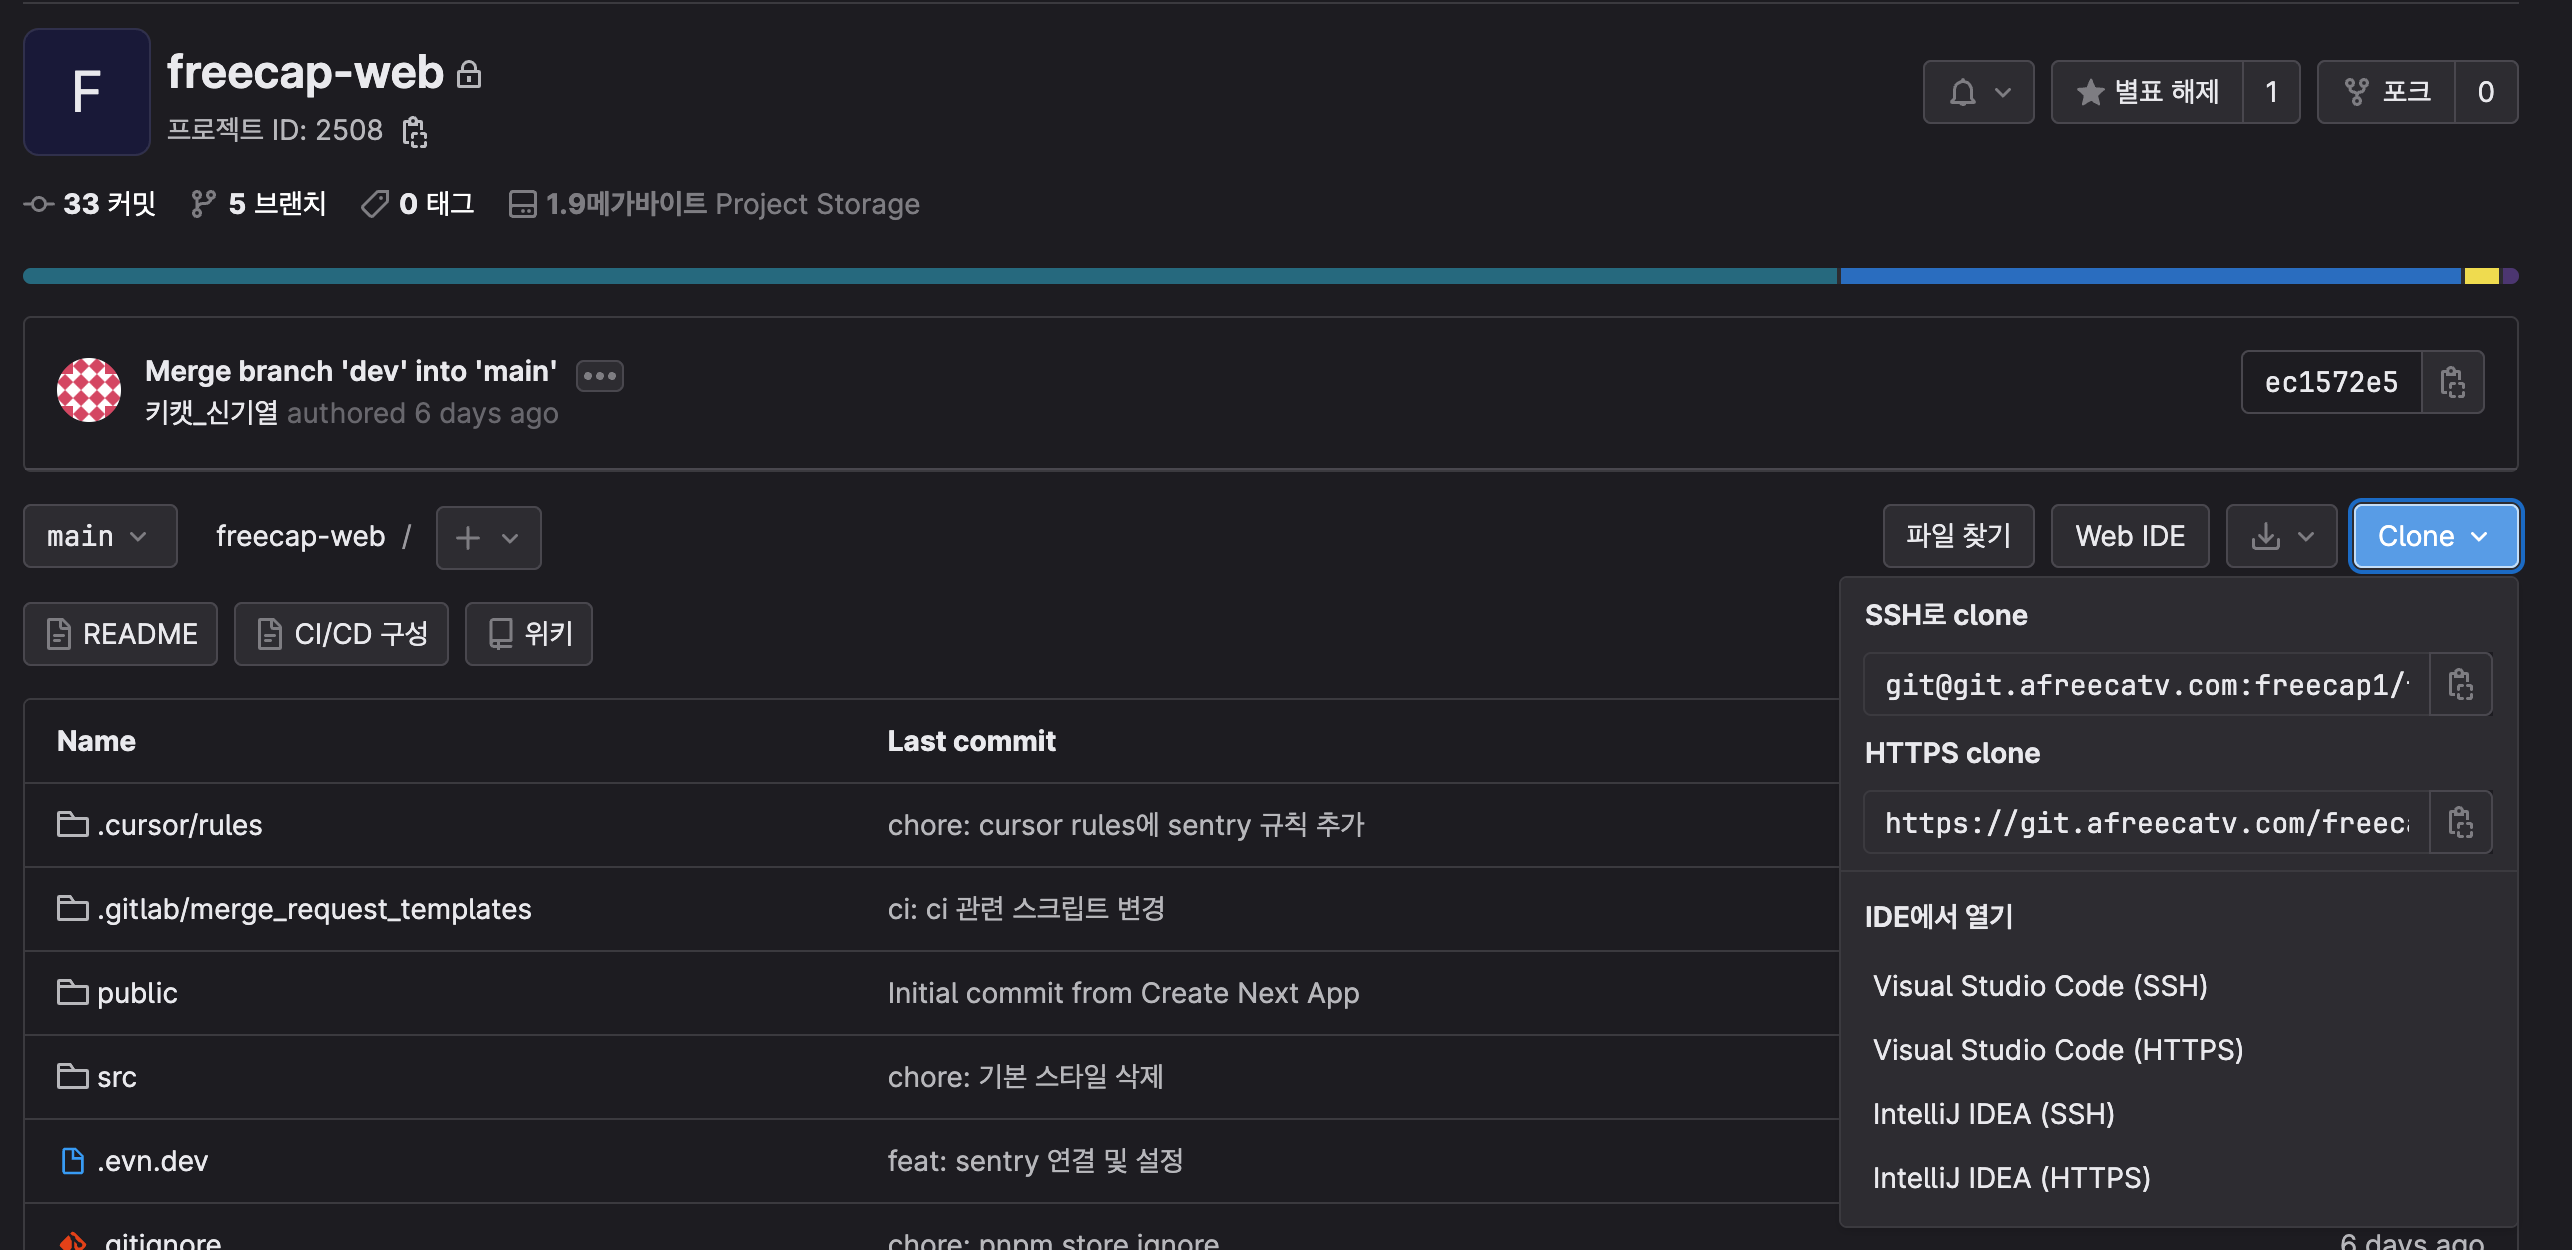 F
freecap-web
프로젝트 ID: 2508
별표 해제 1
포크 0
33 커밋 5 브랜치 0 태그 1.9메가바이트 Project Storage
Merge branch 'dev' into 'main'
키캣_신기열 authored 6 days ago
ec1572e5
main freecap-web / 파일 찾기 Web IDE Clone
README CI/CD 구성 위키
SSH로 clone
git@git.afreecatv.com:freecap1/
HTTPS clone
https://git.afreecatv.com/freec
IDE에서 열기
Visual Studio Code (SSH)
Visual Studio Code (HTTPS)
IntelliJ IDEA (SSH)
IntelliJ IDEA (HTTPS)
Name Last commit
.cursor/rules chore: cursor rules에 sentry 규칙 추가
.gitlab/merge_request_templates ci: ci 관련 스크립트 변경
public Initial commit from Create Next App
src chore: 기본 스타일 삭제
.evn.dev feat: sentry 연결 및 설정
.gitignore chore: pnpm store ignore 6 days ago